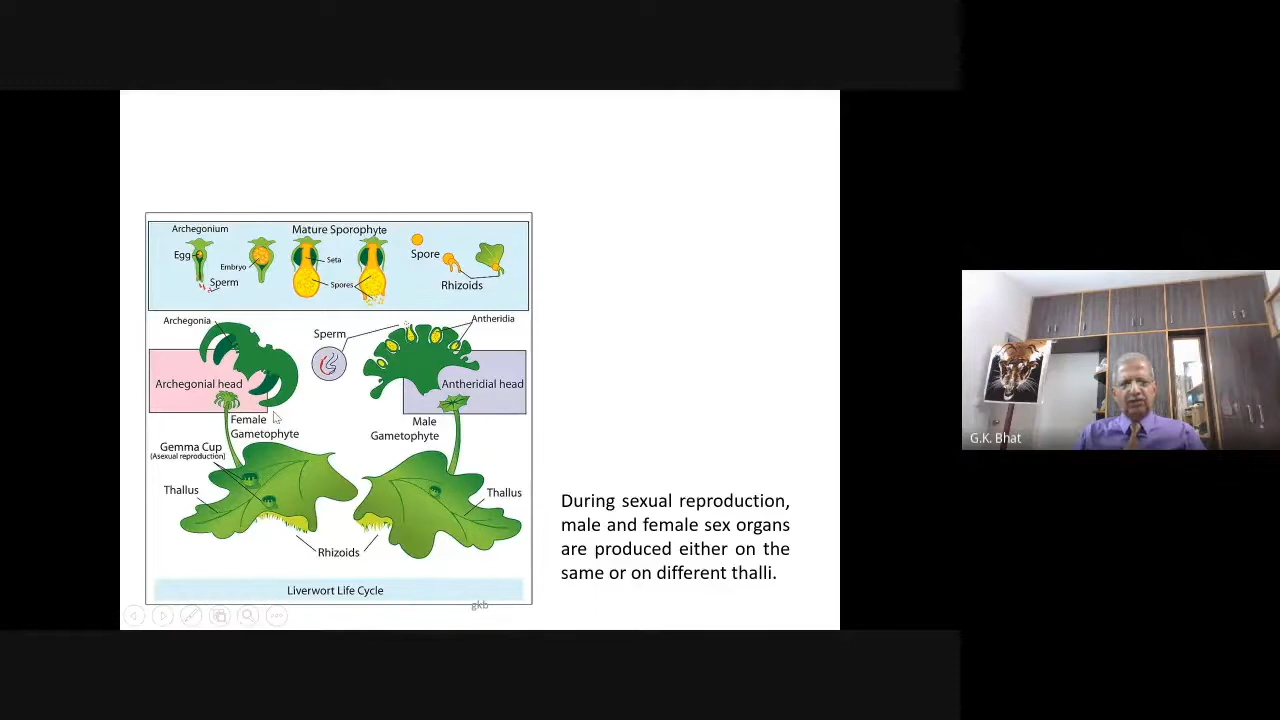 Archegonium
Mature Sporophyte
Egg
Embryo
Sperm
Seta
Spores
Spore
Rhizoids
Archegonia
Sperm
Antheridia
Archegonial head
Antheridial head
Female
Gametophyte
Male
Gametophyte
Gemma Cup
(Asexual reproduction)
Thallus
Thallus
Rhizoids
Liverwort Life Cycle
gkb
During sexual reproduction,
male and female sex organs
are produced either on the
same or on different thalli.
G.K. Bhat